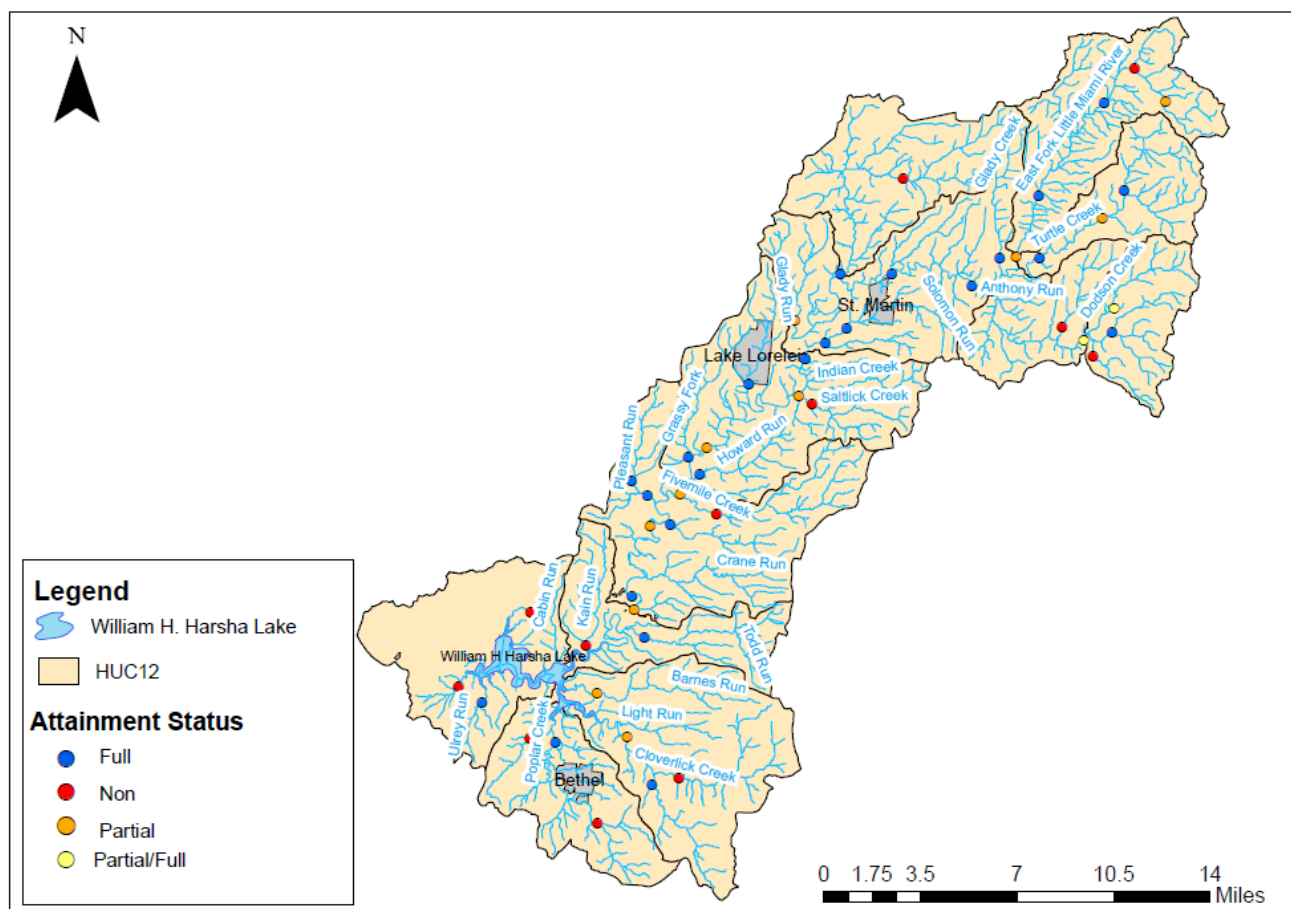 N
East Fork Little Miami River
Glady Creek
Turtle Creek
Dodson Creek
Glady Run
St. Martin
Solomon Run
Anthony Run
Lake Lorelei
Indian Creek
Saltlick Creek
Grassy Fork
Howard Run
Pleasant Run
Fivemile Creek
Crane Run
Cabin Run
Kain Run
Todd Run
William H Harsha Lake
Barnes Run
Light Run
Ulrey Run
Poplar Creek
Cloverlick Creek
Bethel
Legend
William H. Harsha Lake
HUC12
Attainment Status
Full
Non
Partial
Partial/Full
0 1.75 3.5 7 10.5 14
Miles